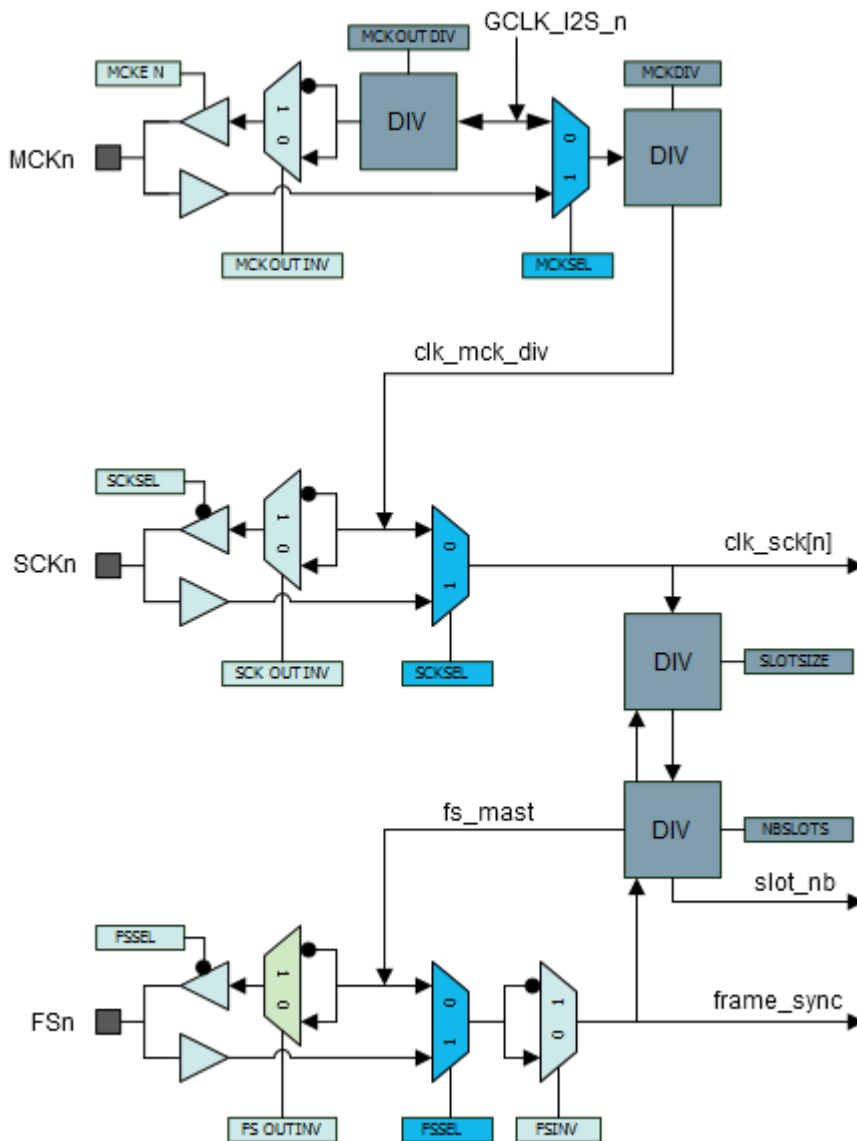 GCLK_I2S_n
MCKOUTDIV
MCKE N
MCKDIV
DIV
1 0
0 1
DIV
MCKn
MCKOUTINV
MCKSEL
clk_mck_div
SCKSEL
1 0
0 1
clk_sck[n]
SCKn
DIV
SLOTSIZE
SCK OUTINV
SCKSEL
fs_mast
DIV
NBSLOTS
slot_nb
FSSEL
1 0
0 1
1 0
frame_sync
FSn
FS OUTINV
FSSEL
FSINV